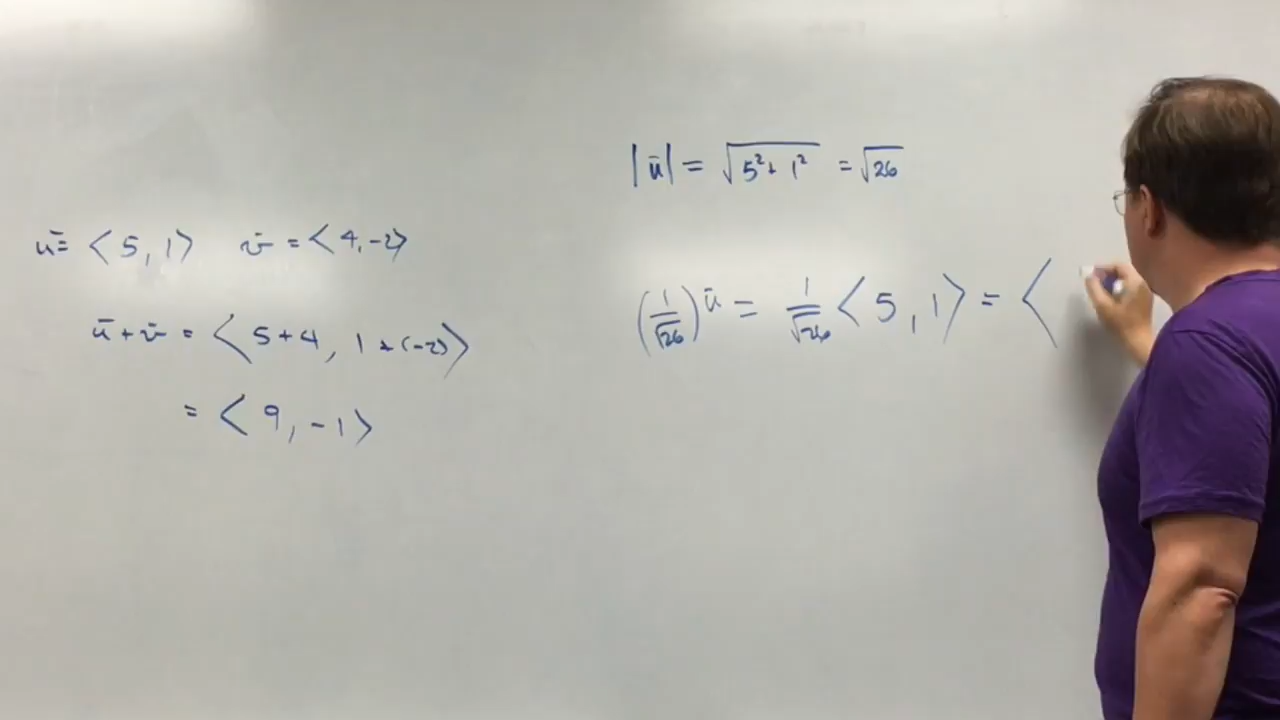 ū = ⟨5, 1⟩ v̄ = ⟨4, -2⟩
ū + v̄ = ⟨5+4, 1+(-2)⟩
= ⟨9, -1⟩
|ū| = √(5²+1²) = √26
(1/√26) ū = 1/√26 ⟨5, 1⟩ = ⟨